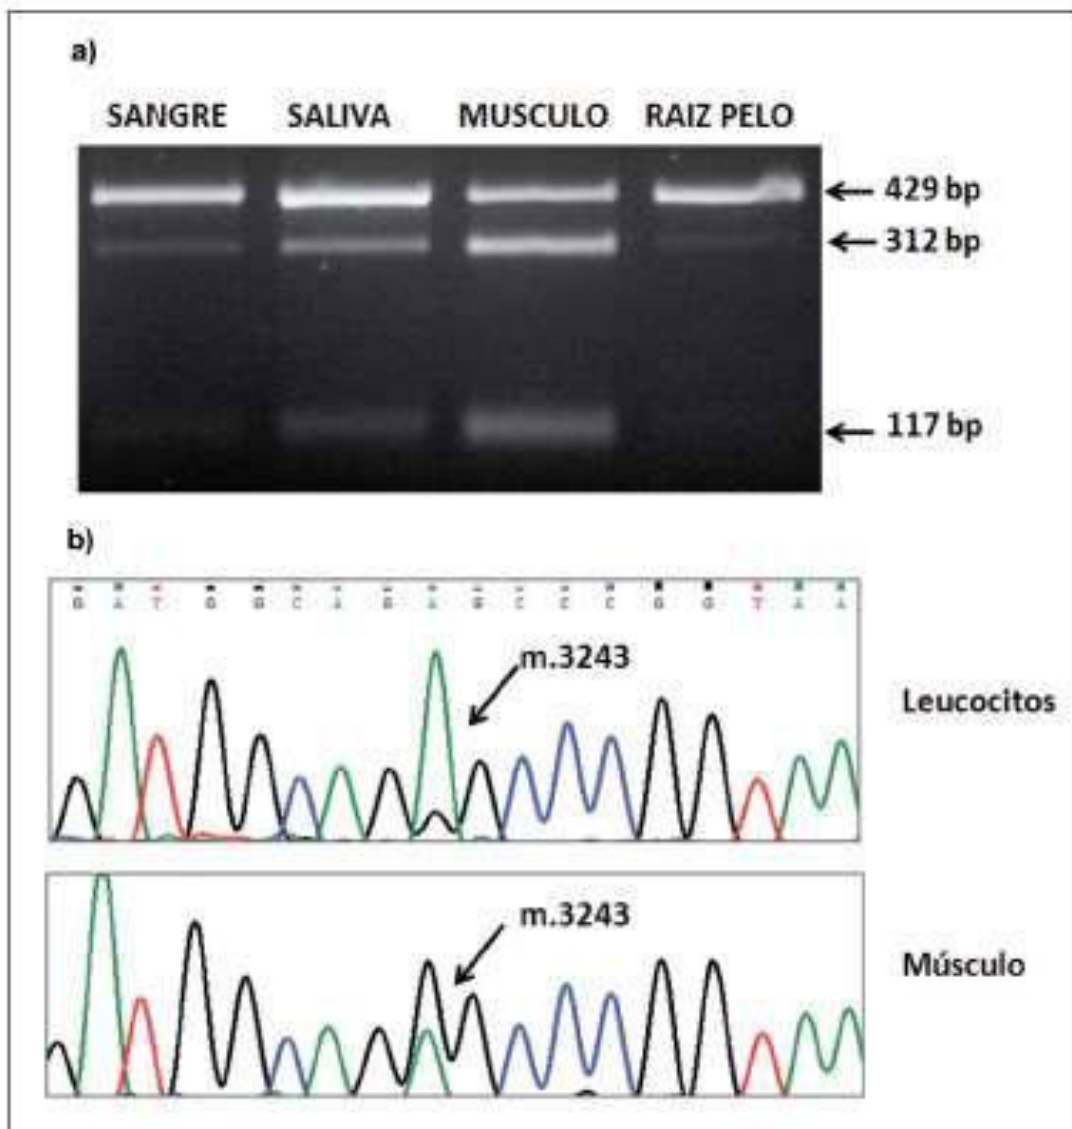 a)
SANGRE SALIVA MUSCULO RAIZ PELO
429 bp
312 bp
117 bp
b)
m.3243
Leucocitos
m.3243
Músculo